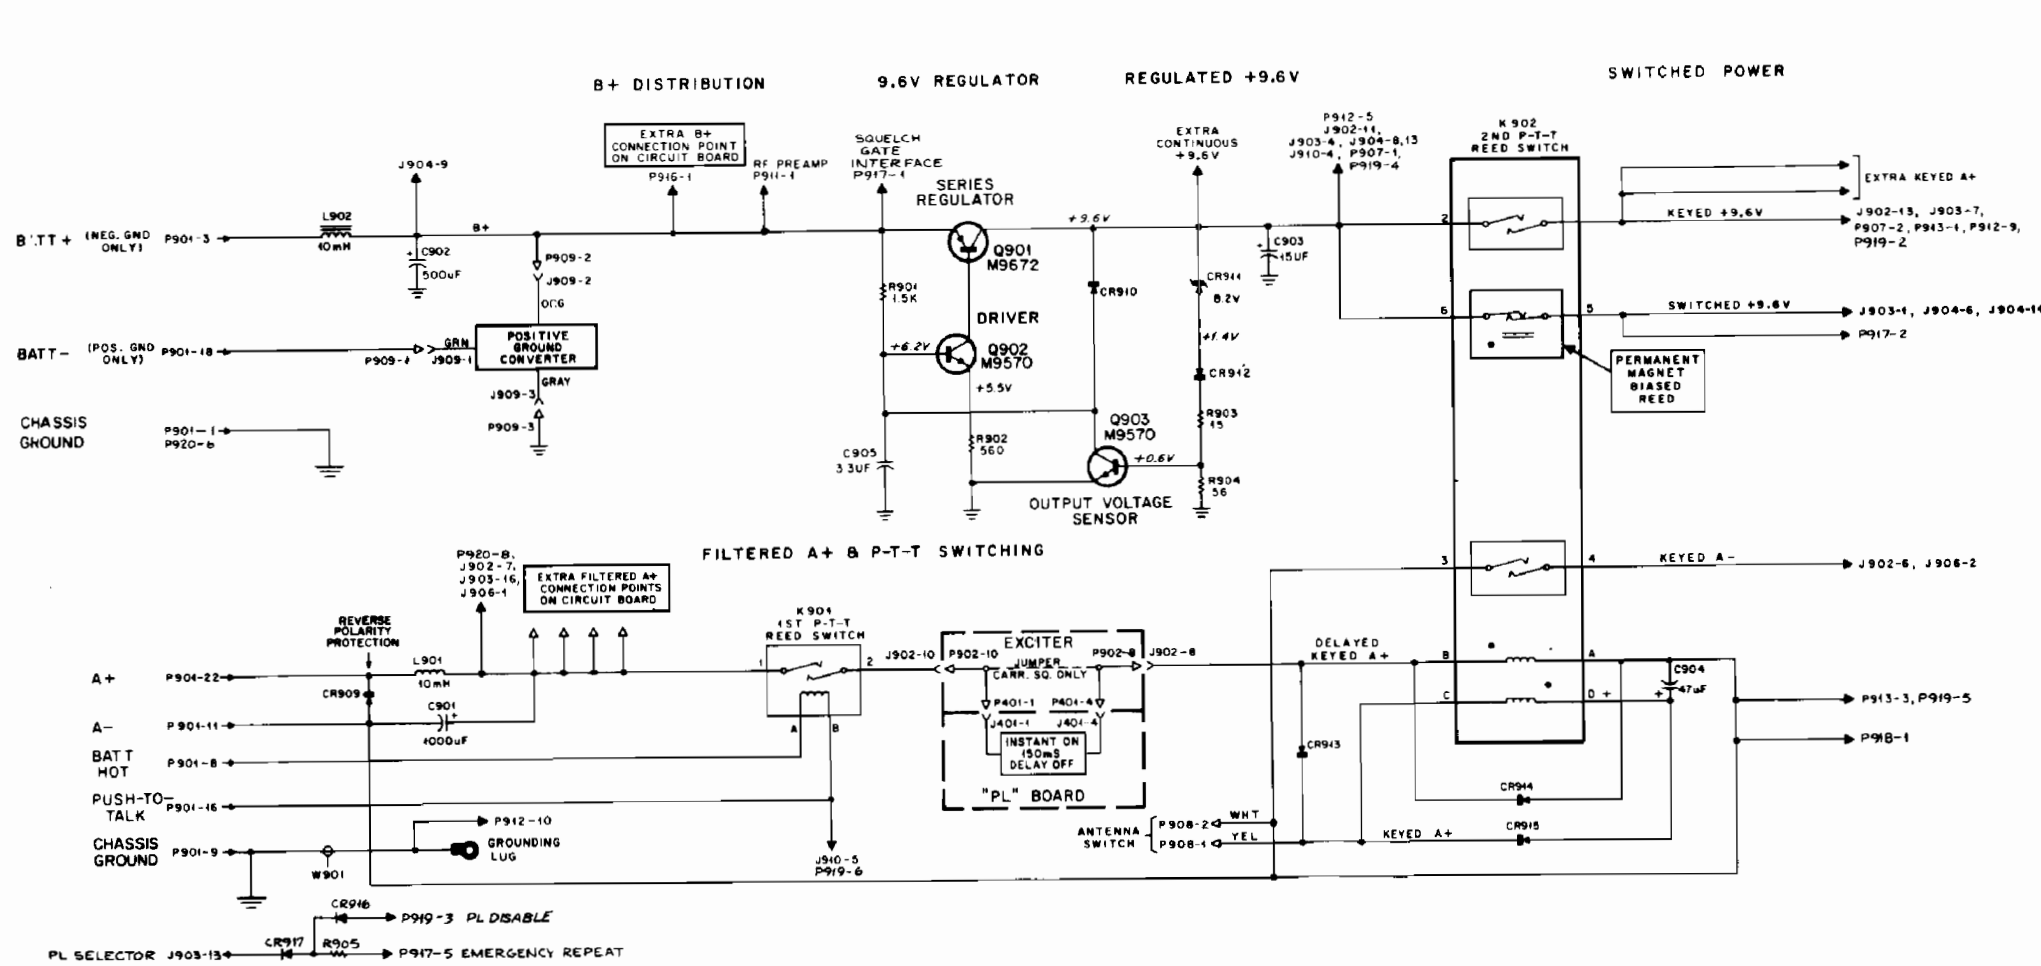 B+ DISTRIBUTION
9.6V REGULATOR
REGULATED +9.6V
SWITCHED POWER
EXTRA B+
CONNECTION POINT
ON CIRCUIT BOARD
P916-1
RF PREAMP
P911-1
SQUELCH
GATE
INTERFACE
P917-1
SERIES
REGULATOR
EXTRA
CONTINUOUS
+9.6V
P912-5
J902-11,
J903-4, J904-8,13
J910-4, P907-1,
P919-4
K902
2ND P-T-T
REED SWITCH
EXTRA KEYED A+
J904-9
BATT + (NEG. GND
ONLY)
P901-3
L902
10mH
B+
C902
+
500uF
P909-2
J909-2
Q901
M9672
+9.6V
C903
+
15UF
2
KEYED +9.6V
J902-13, J903-7,
P907-2, P913-1, P912-9,
P919-2
R901
1.5K
CR910
CR911
8.2V
DRIVER
Q902
M9570
+6.2V
+5.5V
+1.4V
CR912
6
5
SWITCHED +9.6V
J903-1, J904-6, J904-14
P917-2
PERMANENT
MAGNET
BIASED
REED
BATT- (POS. GND
ONLY)
P901-18
P909-1
J909-1
GRN
POSITIVE
GROUND
CONVERTER
GRAY
J909-3
P909-3
CHASSIS
GROUND
P901-1
P920-6
C905
3.3UF
R902
560
Q903
M9570
+0.6V
R903
15
R904
56
OUTPUT VOLTAGE
SENSOR
FILTERED A+ & P-T-T SWITCHING
P920-8,
J902-7,
J903-16,
J906-1
EXTRA FILTERED A+
CONNECTION POINTS
ON CIRCUIT BOARD
3
4
KEYED A-
J902-6, J906-2
REVERSE
POLARITY
PROTECTION
K901
1ST P-T-T
REED SWITCH
1
2
A
B
J902-10
P902-10
EXCITER
JUMPER
CARR. SQ. ONLY
P902-8
J902-8
P401-1
P401-4
J401-1
J401-4
INSTANT ON
150mS
DELAY OFF
"PL" BOARD
DELAYED
KEYED A+
B
A
C
D +
C904
+
47uF
P913-3, P919-5
P918-1
A+
P901-22
L901
10mH
CR909
C901
+
1000uF
A-
P901-11
BATT
HOT
P901-8
PUSH-TO-
TALK
P901-16
CHASSIS
GROUND
P901-9
W901
P912-10
GROUNDING
LUG
J910-5
P919-6
CR913
ANTENNA
SWITCH
P908-2
WHT
P908-1
YEL
KEYED A+
CR914
CR915
CR916
P919-3 PL DISABLE
PL SELECTOR J903-13
CR917
R905
P917-5 EMERGENCY REPEAT